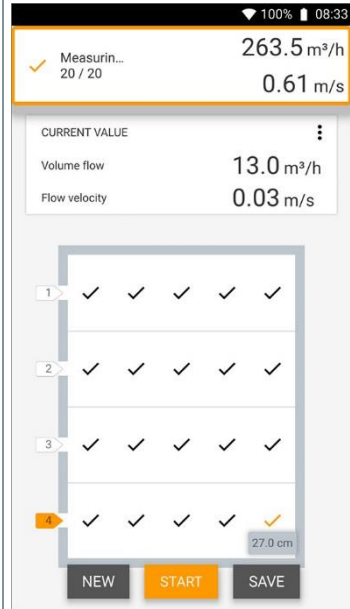 100% 08:33
Measurin... 263.5 m³/h
20 / 20 0.61 m/s
CURRENT VALUE
Volume flow 13.0 m³/h
Flow velocity 0.03 m/s
1
2
3
4
27.0 cm
NEW START SAVE